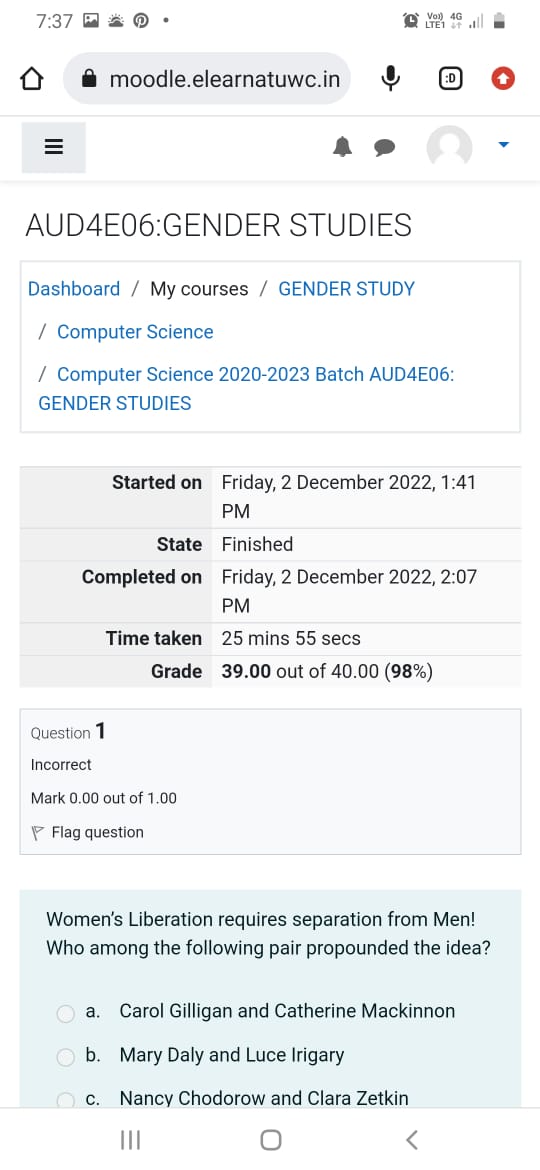 7:37
Vo) 4G
LTE1
moodle.elearnatuwc.in
:D
AUD4E06:GENDER STUDIES
Dashboard / My courses / GENDER STUDY
/ Computer Science
/ Computer Science 2020-2023 Batch AUD4E06:
GENDER STUDIES
Started on Friday, 2 December 2022, 1:41
PM
State Finished
Completed on Friday, 2 December 2022, 2:07
PM
Time taken 25 mins 55 secs
Grade 39.00 out of 40.00 (98%)
Question 1
Incorrect
Mark 0.00 out of 1.00
Flag question
Women's Liberation requires separation from Men!
Who among the following pair propounded the idea?
a. Carol Gilligan and Catherine Mackinnon
b. Mary Daly and Luce Irigary
c. Nancy Chodorow and Clara Zetkin